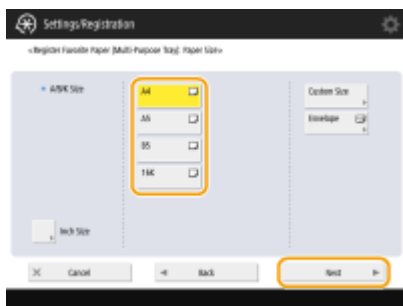 Settings/Registration
<Register Favorite Paper (Multi-Purpose Tray): Paper Size>
A/B/K Size
A4
A5
B5
16K
Custom Size
Envelope
Inch Size
Cancel
Back
Next